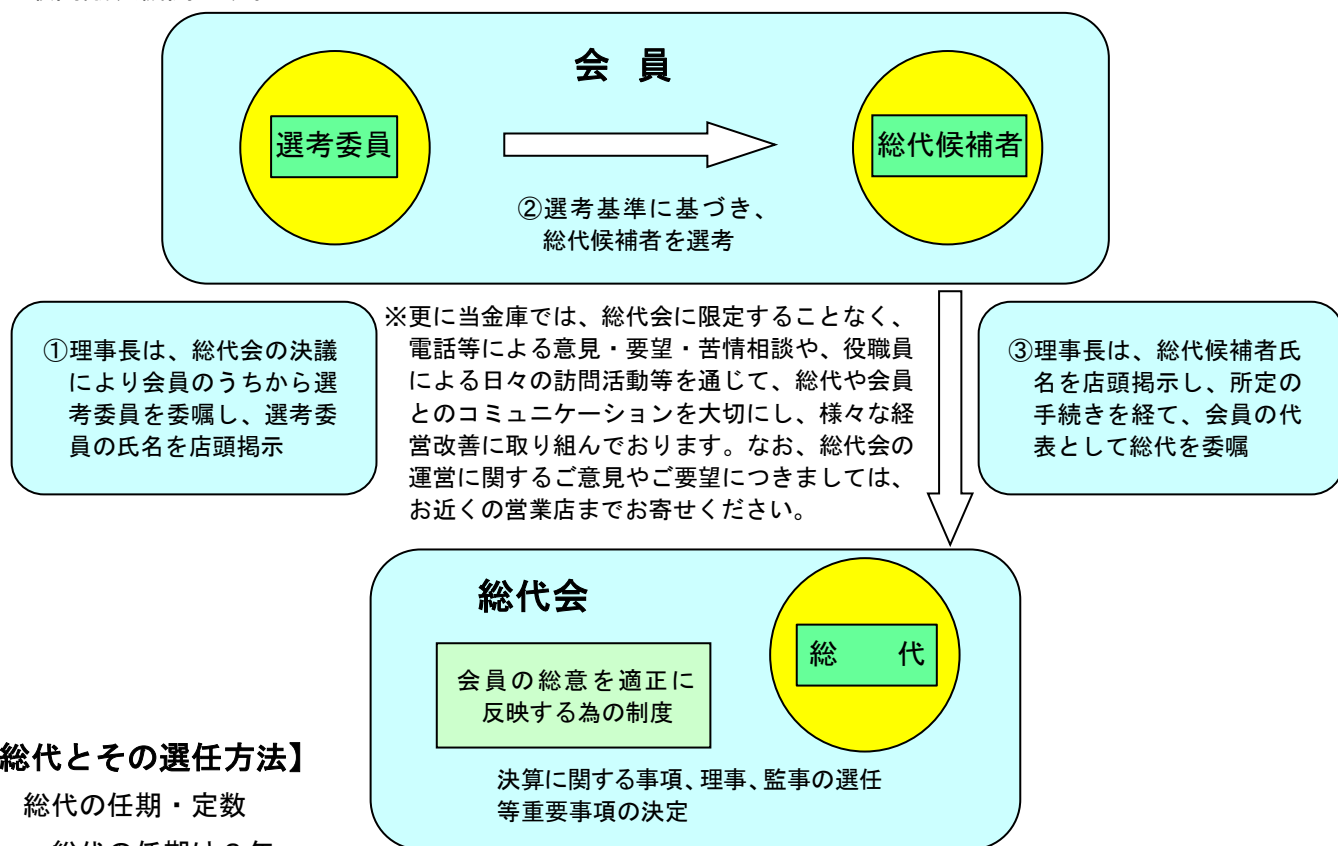 会 員
選考委員
総代候補者
②選考基準に基づき、
総代候補者を選考
①理事長は、総代会の決議
により会員のうちから選
考委員を委嘱し、選考委
員の氏名を店頭掲示
※更に当金庫では、総代会に限定することなく、
電話等による意見・要望・苦情相談や、役職員
による日々の訪問活動等を通じて、総代や会員
とのコミュニケーションを大切にし、様々な経
営改善に取り組んでおります。なお、総代会の
運営に関するご意見やご要望につきましては、
お近くの営業店までお寄せください。
③理事長は、総代候補者氏
名を店頭掲示し、所定の
手続きを経て、会員の代
表として総代を委嘱
総代会
総 代
会員の総意を適正に
反映する為の制度
決算に関する事項、理事、監事の選任
等重要事項の決定
総代とその選任方法】
総代の任期・定数